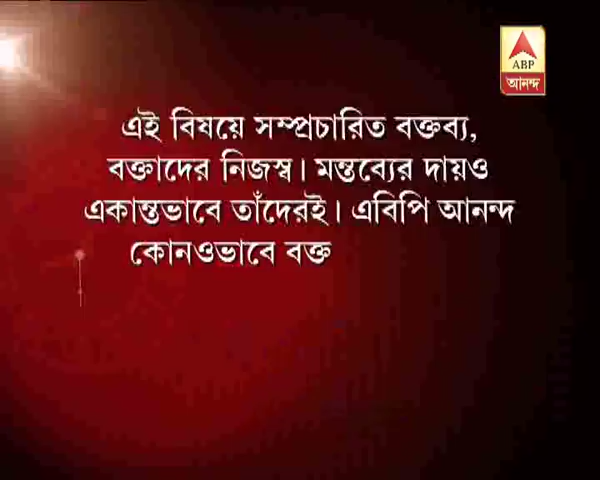 ABP
আনন্দ
এই বিষয়ে সম্প্রচারিত বক্তব্য,
বক্তাদের নিজস্ব। মন্তব্যের দায়ও
একান্তভাবে তাঁদেরই। এবিপি আনন্দ
কোনওভাবে বক্ত